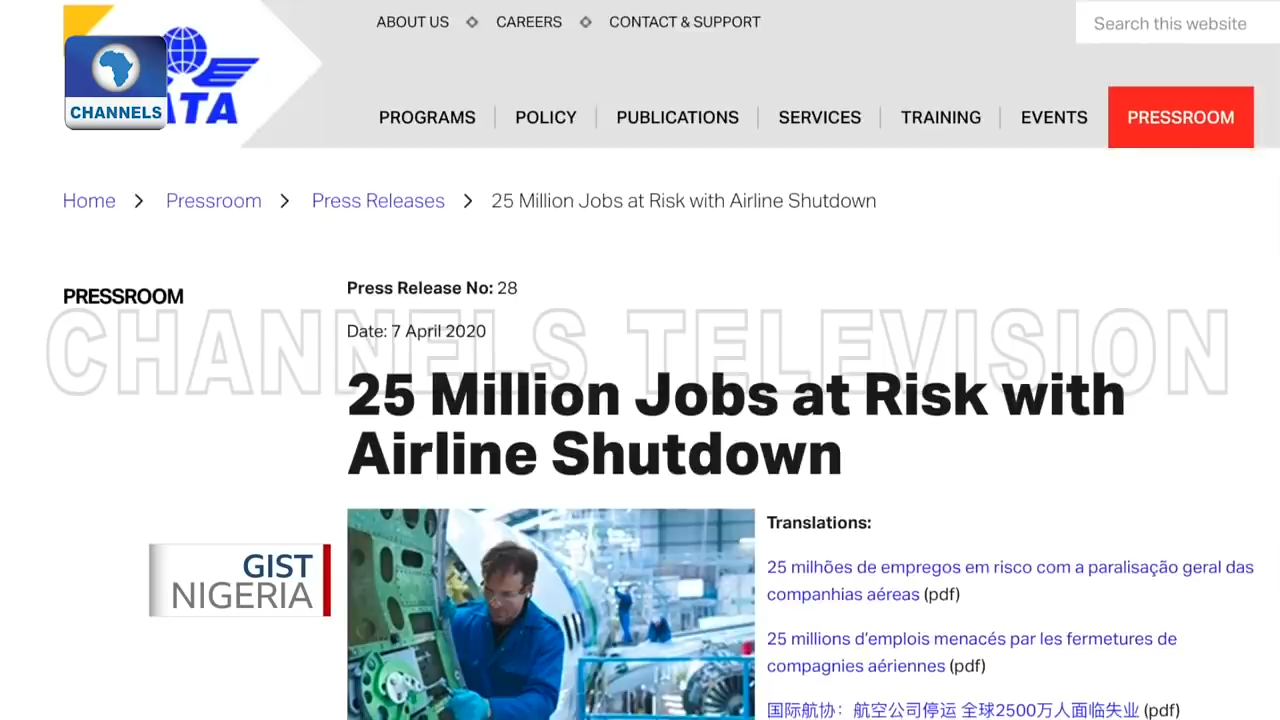 ABOUT US
CAREERS
CONTACT & SUPPORT
Search this website
CHANNELS
ATA
PROGRAMS
POLICY
PUBLICATIONS
SERVICES
TRAINING
EVENTS
PRESSROOM
Home > Pressroom > Press Releases > 25 Million Jobs at Risk with Airline Shutdown
PRESSROOM
Press Release No: 28
Date: 7 April 2020
CHANNELS TELEVISION
25 Million Jobs at Risk with
Airline Shutdown
GIST
NIGERIA
Translations:
25 milhões de empregos em risco com a paralisação geral das
companhias aéreas (pdf)
25 millions d’emplois menacés par les fermetures de
compagnies aériennes (pdf)
国际航协：航空公司停运 全球2500万人面临失业 (pdf)